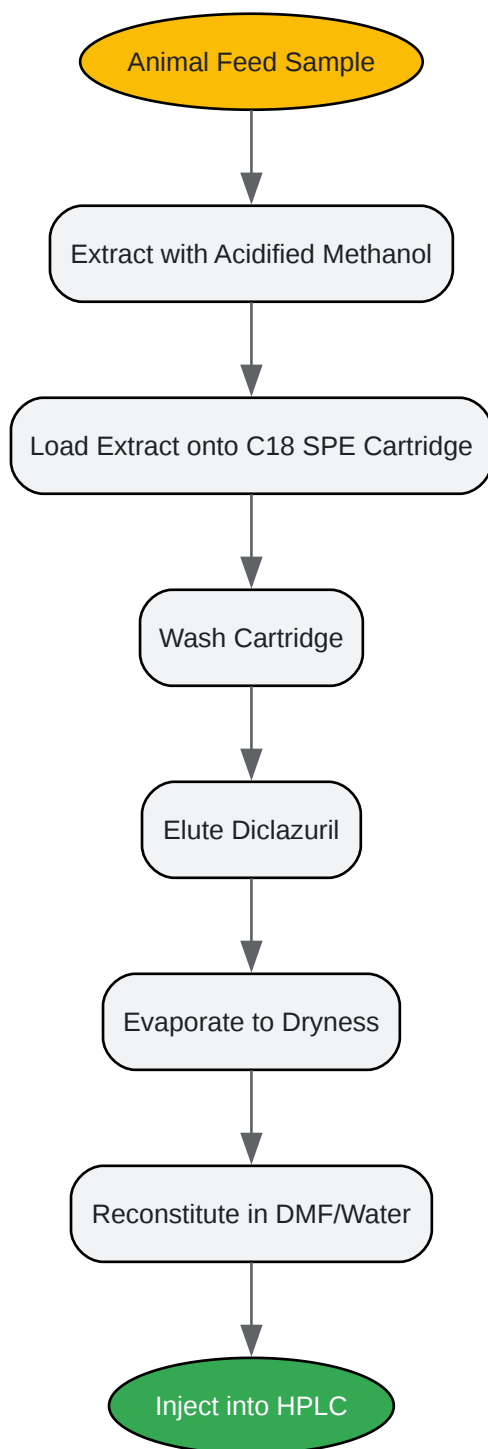 Animal Feed Sample
Extract with Acidified Methanol
Load Extract onto C18 SPE Cartridge
Wash Cartridge
Elute Diclazuril
Evaporate to Dryness
Reconstitute in DMF/Water
Inject into HPLC